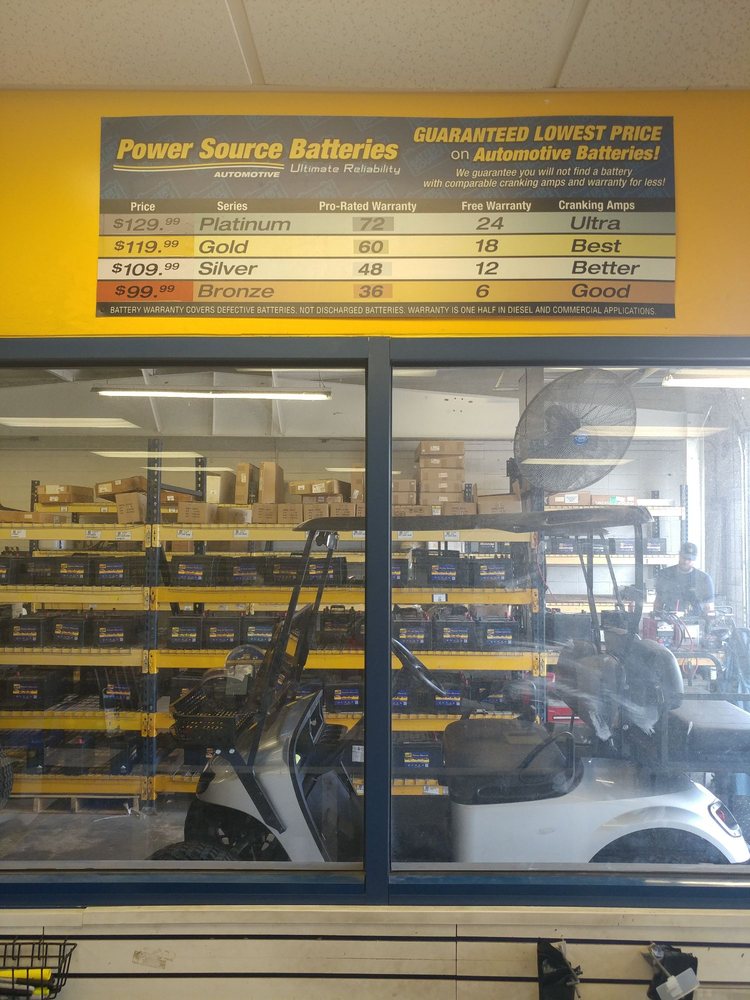 Power Source Batteries
AUTOMOTIVE Ultimate Reliability
GUARANTEED LOWEST PRICE
on Automotive Batteries!
We guarantee you will not find a battery
with comparable cranking amps and warranty for less!
Price Series Pro-Rated Warranty Free Warranty Cranking Amps
$129.99 Platinum 72 24 Ultra
$119.99 Gold 60 18 Best
$109.99 Silver 48 12 Better
$99.99 Bronze 36 6 Good
BATTERY WARRANTY COVERS DEFECTIVE BATTERIES. NOT DISCHARGED BATTERIES. WARRANTY IS ONE HALF IN DIESEL AND COMMERCIAL APPLICATIONS.